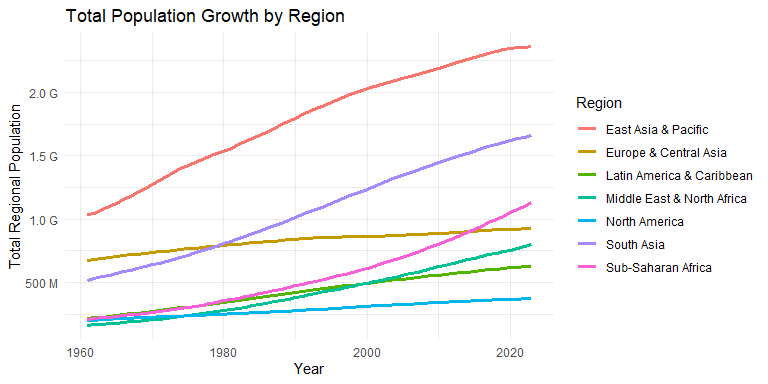 Total Population Growth by Region
Total Regional Population
2.0 G
1.5 G
1.0 G
500 M
1960
1980
2000
2020
Year
Region
East Asia & Pacific
Europe & Central Asia
Latin America & Caribbean
Middle East & North Africa
North America
South Asia
Sub-Saharan Africa